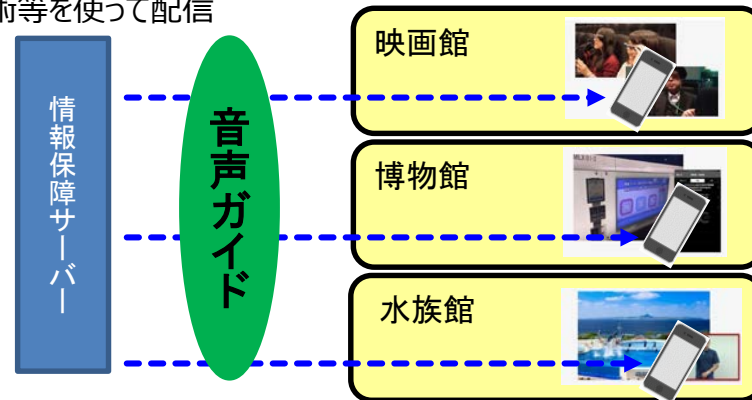 術等を使って配信
情報保障サーバー
音声ガイド
映画館
博物館
水族館